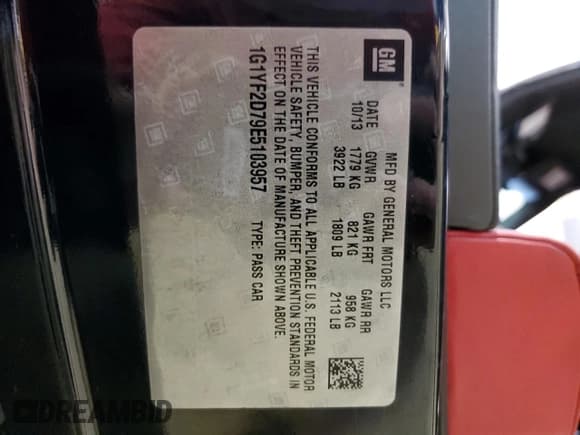 GM
MFD BY GENERAL MOTORS LLC
DATE GVWR GAWR FRT GAWR RR
10/13 1779 KG 821 KG 958 KG
3922 LB 1809 LB 2113 LB
THIS VEHICLE CONFORMS TO ALL APPLICABLE U.S. FEDERAL MOTOR
VEHICLE SAFETY, BUMPER, AND THEFT PREVENTION STANDARDS IN
EFFECT ON THE DATE OF MANUFACTURE SHOWN ABOVE.
1G1YF2D79E5103957 TYPE: PASS CAR
DREAMBID